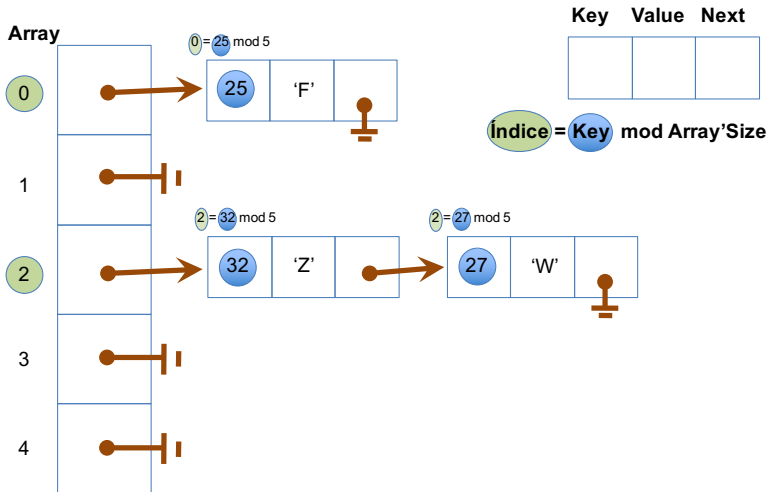 Key Value Next
Array
0 = 25 mod 5
0
25 'F'
Índice = Key mod Array'Size
1
2 = 32 mod 5
2 = 27 mod 5
2
32 'Z'
27 'W'
3
4